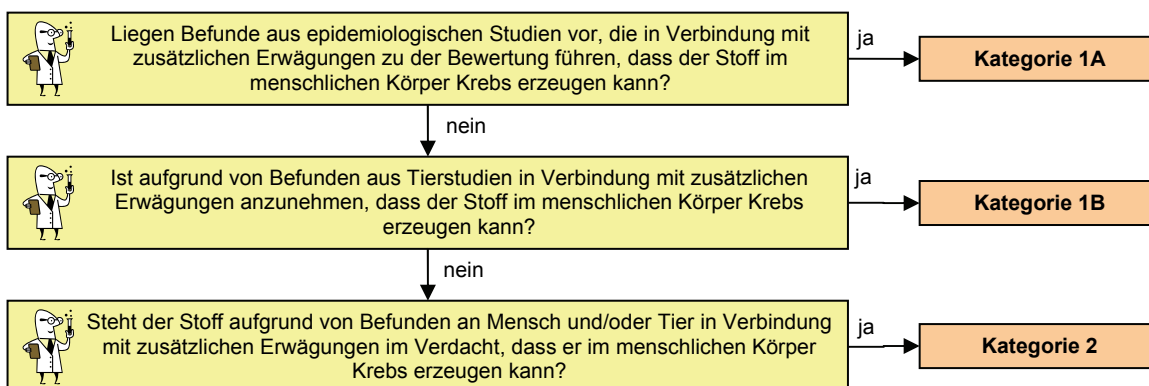 Liegen Befunde aus epidemiologischen Studien vor, die in Verbindung mit
zusätzlichen Erwägungen zu der Bewertung führen, dass der Stoff im
menschlichen Körper Krebs erzeugen kann?
ja
Kategorie 1A
nein
Ist aufgrund von Befunden aus Tierstudien in Verbindung mit zusätzlichen
Erwägungen anzunehmen, dass der Stoff im menschlichen Körper Krebs
erzeugen kann?
ja
Kategorie 1B
nein
Steht der Stoff aufgrund von Befunden an Mensch und/oder Tier in Verbindung
mit zusätzlichen Erwägungen im Verdacht, dass er im menschlichen Körper
Krebs erzeugen kann?
ja
Kategorie 2